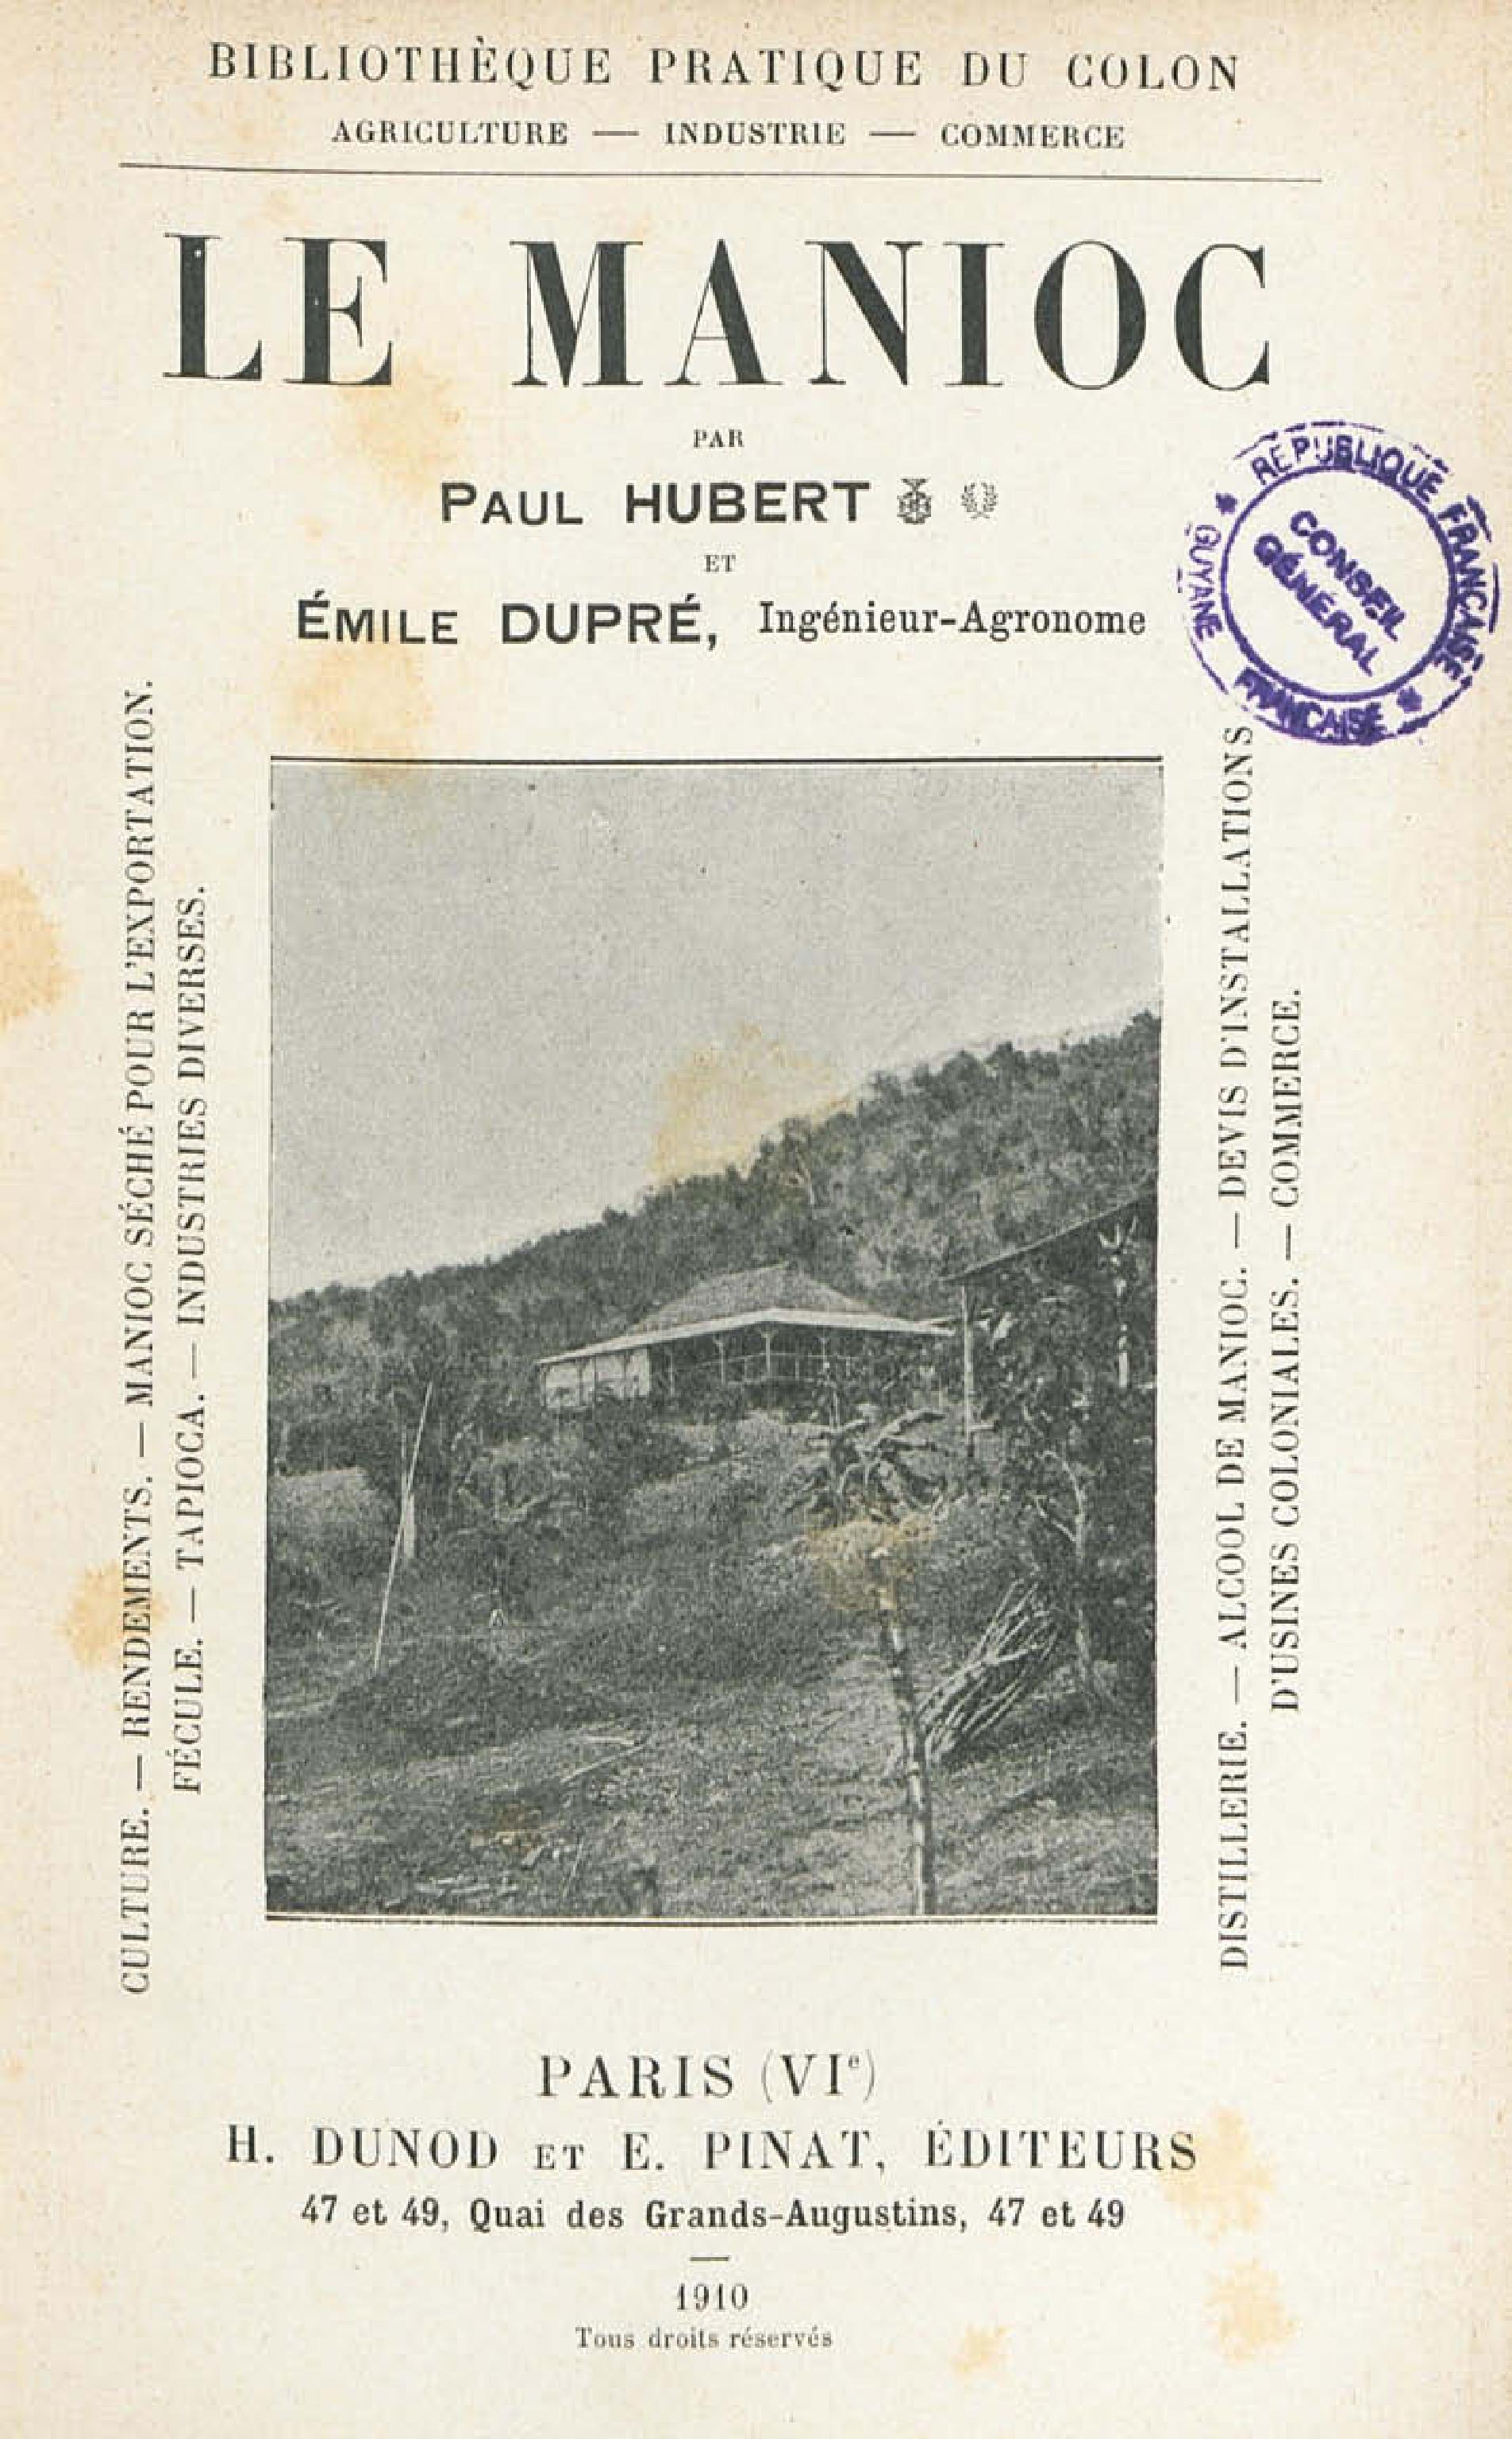 BIBLIOTHÈQUE PRATIQUE DU COLON
AGRICULTURE — INDUSTRIE — COMMERCE
LE MANIOC
PAR
PAUL HUBERT
ET
ÉMILE DUPRÉ, Ingénieur-Agronome
RÉPUBLIQUE FRANÇAISE
CONSEIL
GÉNÉRAL
GUYANE FRANÇAISE
CULTURE. — RENDEMENTS. — MANIOC SÉCHÉ POUR L'EXPORTATION.
FÉCULE. — TAPIOCA. — INDUSTRIES DIVERSES.
DISTILLERIE. — ALCOOL DE MANIOC. — DEVIS D'INSTALLATIONS
D'USINES COLONIALES. — COMMERCE.
PARIS (VIe)
H. DUNOD ET E. PINAT, ÉDITEURS
47 et 49, Quai des Grands-Augustins, 47 et 49
1910
Tous droits réservés